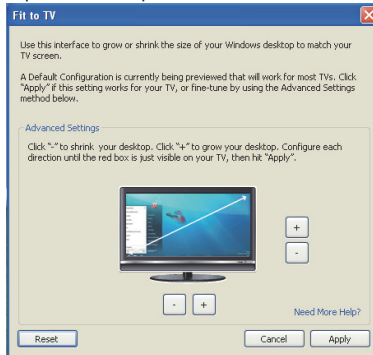 Fit to TV
Use this interface to grow or shrink the size of your Windows desktop to match your
TV screen.
A Default Configuration is currently being previewed that will work for most TVs. Click
"Apply" if this setting works for your TV, or fine-tune by using the Advanced Settings
method below.
Advanced Settings
Click "-" to shrink your desktop. Click "+" to grow your desktop. Configure each
direction until the red box is just visible on your TV, then hit "Apply".
+
-
- +
Need More Help?
Reset Cancel Apply